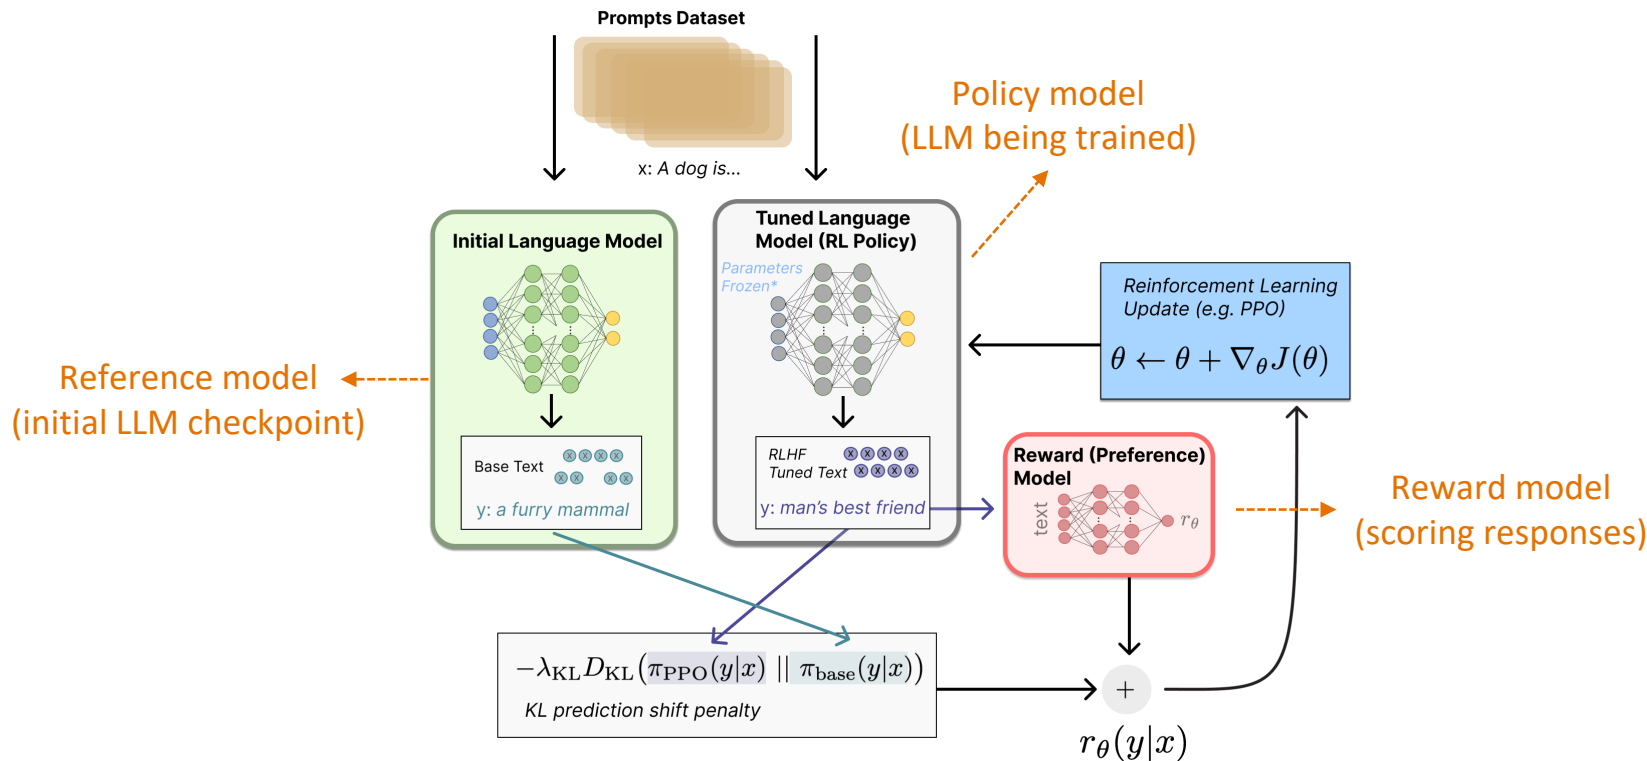 Prompts Dataset
x: A dog is...
Policy model
(LLM being trained)
Initial Language Model
Tuned Language
Model (RL Policy)
Parameters
Frozen*
Reinforcement Learning
Update (e.g. PPO)
θ ← θ + ∇θJ(θ)
Reference model
(initial LLM checkpoint)
Base Text
x x x x
x x x x
y: a furry mammal
RLHF
Tuned Text
x x x x
x x x x
y: man's best friend
Reward (Preference)
Model
text
rθ
Reward model
(scoring responses)
−λKL DKL(πPPO(y|x) || πbase(y|x))
KL prediction shift penalty
+
rθ(y|x)